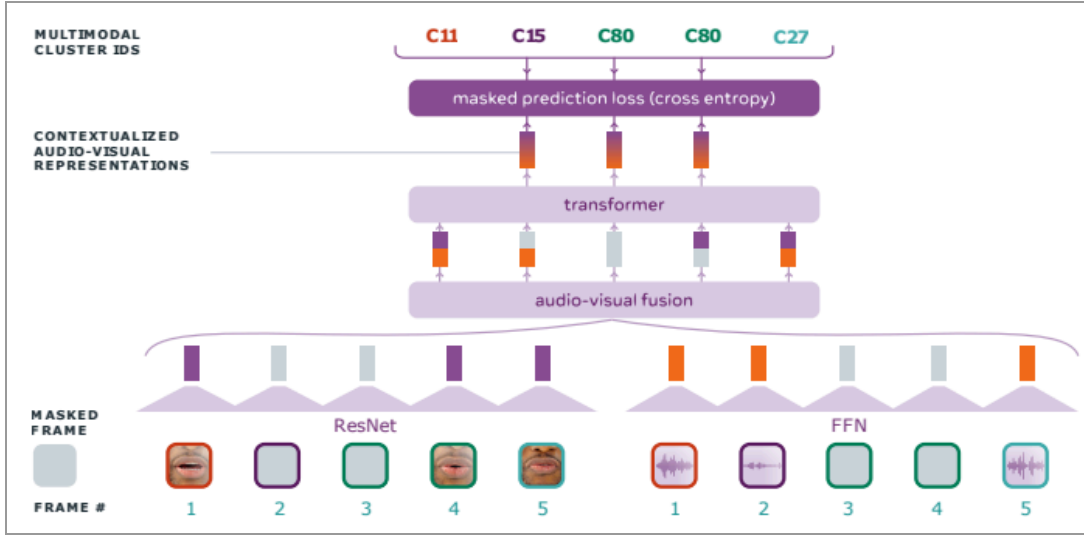 MULTIMODAL
CLUSTER IDS
C11 C15 C80 C80 C27
masked prediction loss (cross entropy)
CONTEXTUALIZED
AUDIO-VISUAL
REPRESENTATIONS
transformer
audio-visual fusion
MASKED
FRAME
ResNet FFN
FRAME # 1 2 3 4 5 1 2 3 4 5